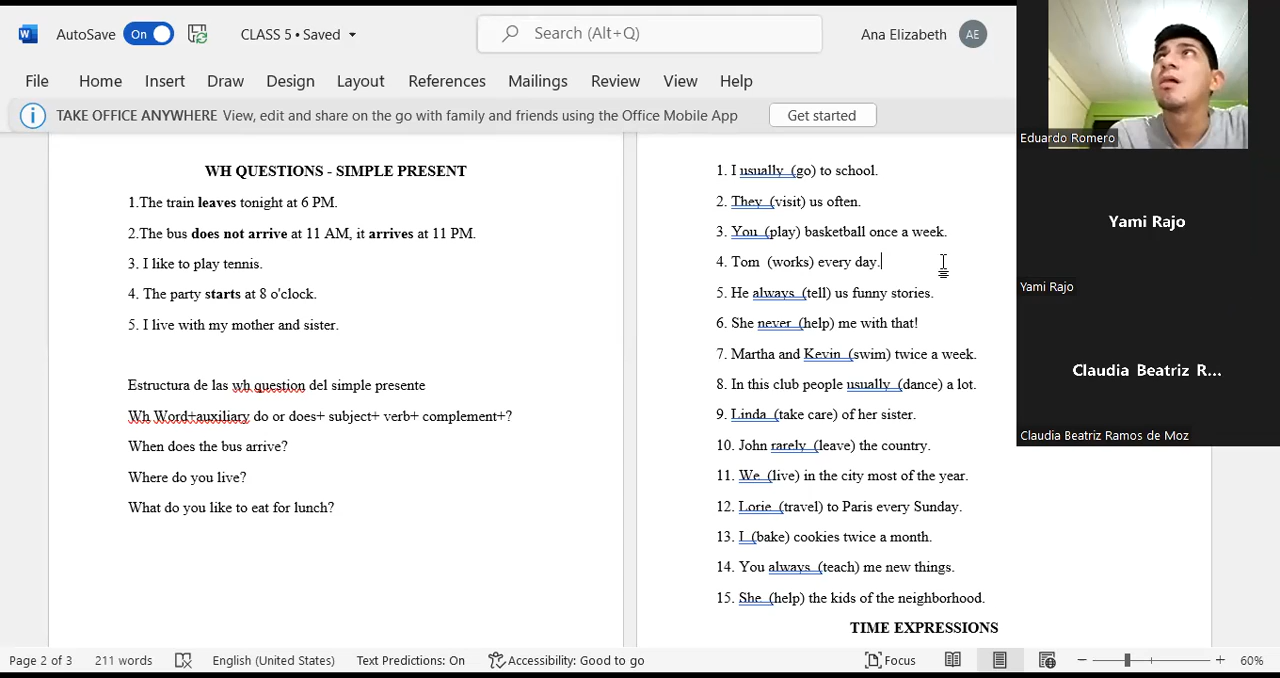 AutoSave On CLASS 5 • Saved Search (Alt+Q) Ana Elizabeth AE
File Home Insert Draw Design Layout References Mailings Review View Help
TAKE OFFICE ANYWHERE View, edit and share on the go with family and friends using the Office Mobile App Get started
WH QUESTIONS - SIMPLE PRESENT
1.The train leaves tonight at 6 PM.
2.The bus does not arrive at 11 AM, it arrives at 11 PM.
3. I like to play tennis.
4. The party starts at 8 o'clock.
5. I live with my mother and sister.
Estructura de las wh question del simple presente
Wh Word+auxiliary do or does+ subject+ verb+ complement+?
When does the bus arrive?
Where do you live?
What do you like to eat for lunch?
1. I usually (go) to school.
2. They (visit) us often.
3. You (play) basketball once a week.
4. Tom (works) every day.
5. He always (tell) us funny stories.
6. She never (help) me with that!
7. Martha and Kevin (swim) twice a week.
8. In this club people usually (dance) a lot.
9. Linda (take care) of her sister.
10. John rarely (leave) the country.
11. We (live) in the city most of the year.
12. Lorie (travel) to Paris every Sunday.
13. I (bake) cookies twice a month.
14. You always (teach) me new things.
15. She (help) the kids of the neighborhood.
TIME EXPRESSIONS
Eduardo Romero
Yami Rajo
Yami Rajo
Claudia Beatriz R...
Claudia Beatriz Ramos de Moz
Page 2 of 3 211 words English (United States) Text Predictions: On Accessibility: Good to go Focus 60%